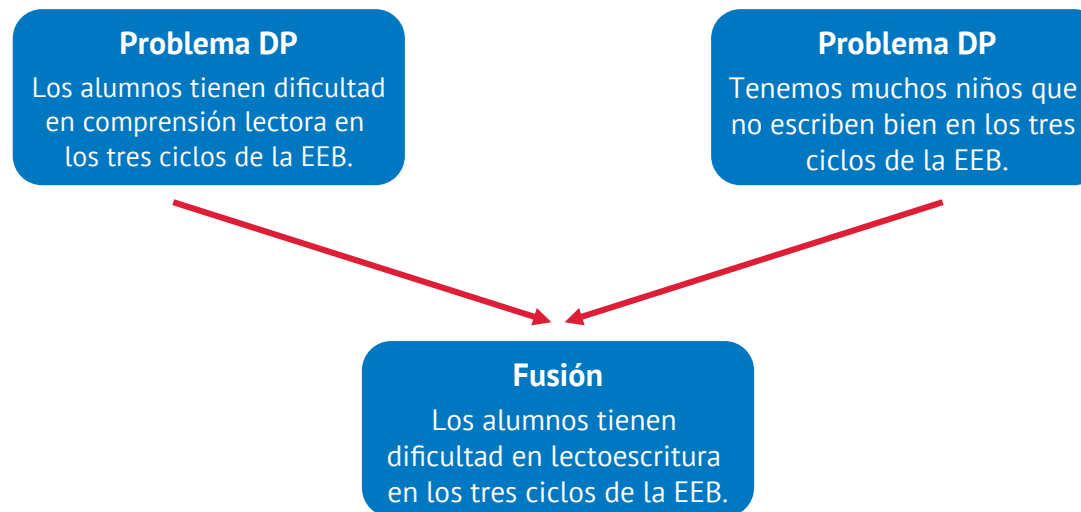 Problema DP
Los alumnos tienen dificultad
en comprensión lectora en
los tres ciclos de la EEB.
Problema DP
Tenemos muchos niños que
no escriben bien en los tres
ciclos de la EEB.
Fusión
Los alumnos tienen
dificultad en lectoescritura
en los tres ciclos de la EEB.